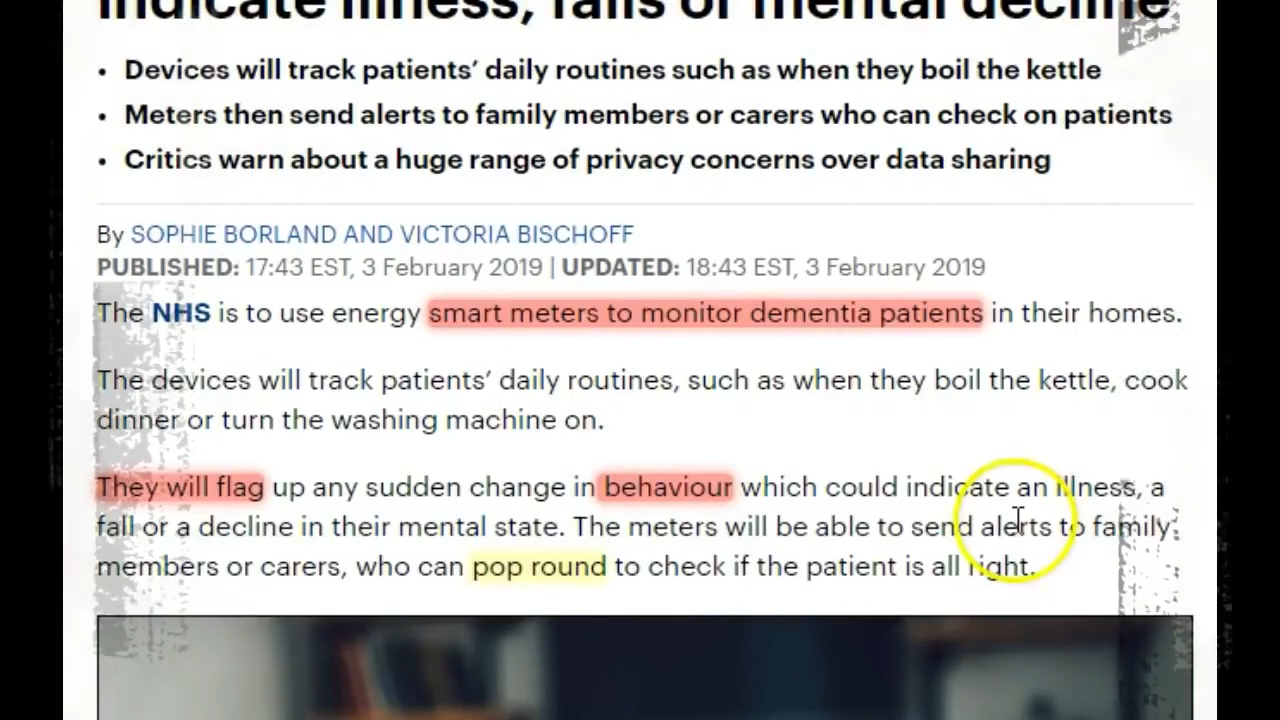 indicate illness, falls or mental decline
• Devices will track patients’ daily routines such as when they boil the kettle
• Meters then send alerts to family members or carers who can check on patients
• Critics warn about a huge range of privacy concerns over data sharing
By SOPHIE BORLAND AND VICTORIA BISCHOFF
PUBLISHED: 17:43 EST, 3 February 2019 | UPDATED: 18:43 EST, 3 February 2019
The NHS is to use energy smart meters to monitor dementia patients in their homes.
The devices will track patients’ daily routines, such as when they boil the kettle, cook
dinner or turn the washing machine on.
They will flag up any sudden change in behaviour which could indicate an illness, a
fall or a decline in their mental state. The meters will be able to send alerts to family
members or carers, who can pop round to check if the patient is all right.